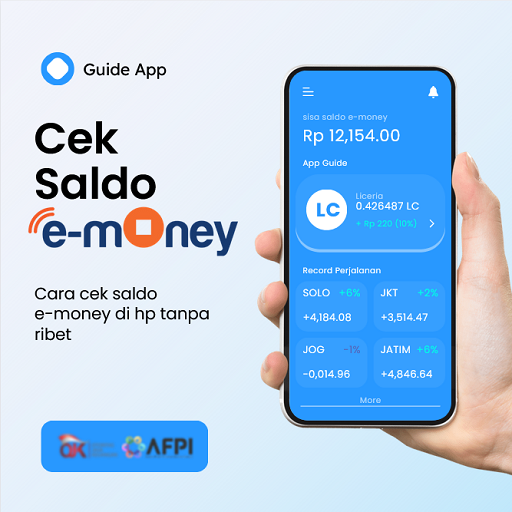 Guide App
Cek
Saldo
e-money
Cara cek saldo
e-money di hp tanpa
ribet
AFPI
sisa saldo e-money
Rp 12,154.00
App Guide
LC
Liceria
0.426487 LC
+ Rp 220 (10%)
Record Perjalanan
SOLO +6%
+4,184.08
JKT +2%
+3,514.47
JOG -1%
-0,014.96
JATIM +6%
+4,846.64
More